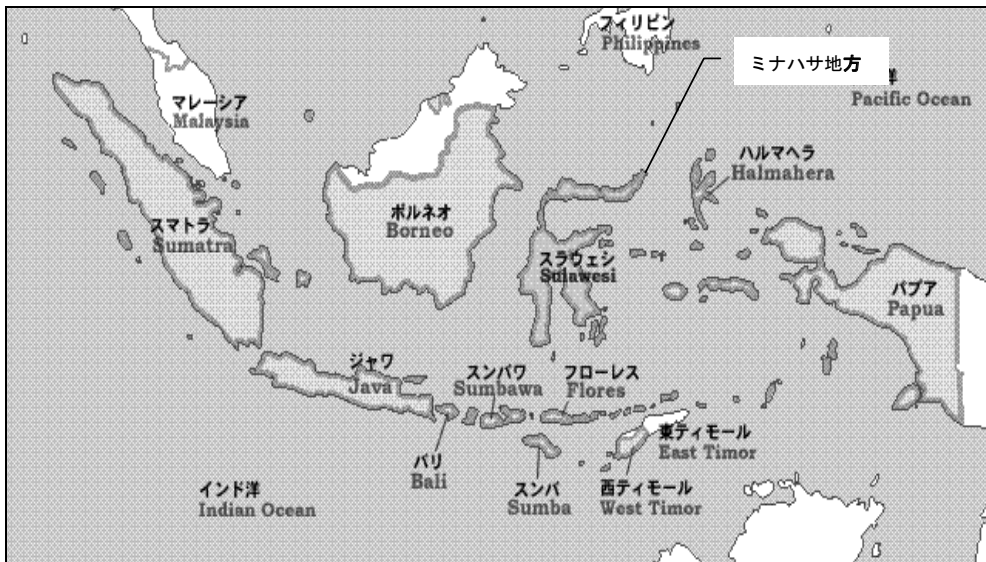 フィリピン
Philippines
ミナハサ地方
洋
Pacific Ocean
マレーシア
Malaysia
ハルマヘラ
Halmahera
ボルネオ
Borneo
スマトラ
Sumatra
スラウェシ
Sulawesi
パプア
Papua
ジャワ
Java
スンバワ
Sumbawa
フローレス
Flores
東ティモール
East Timor
バリ
Bali
スンバ
Sumba
西ティモール
West Timor
インド洋
Indian Ocean